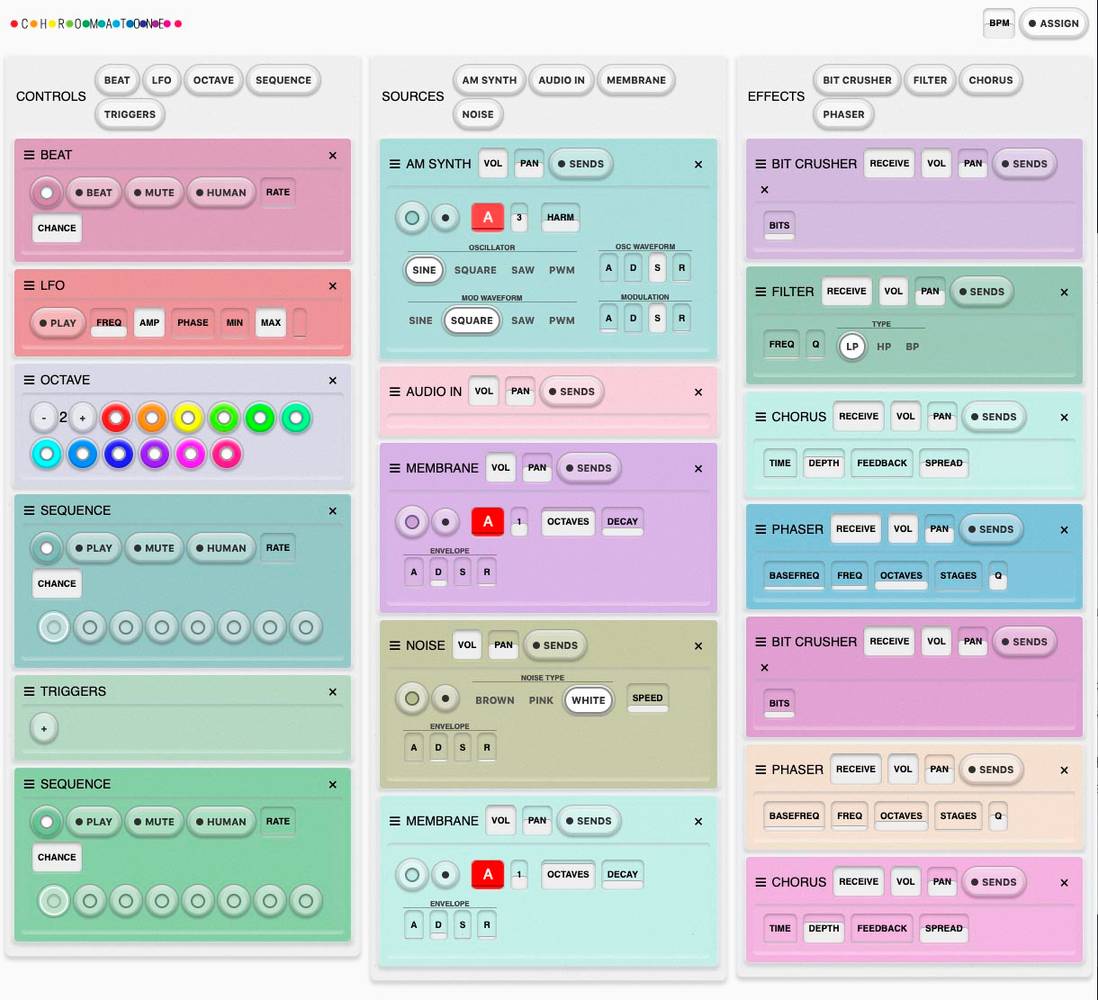 CHROMATONE
BPM ASSIGN
CONTROLS BEAT LFO OCTAVE SEQUENCE
TRIGGERS
BEAT ×
BEAT MUTE HUMAN RATE
CHANCE
LFO ×
PLAY FREQ AMP PHASE MIN MAX
OCTAVE ×
- 2 +
SEQUENCE ×
PLAY MUTE HUMAN RATE
CHANCE
TRIGGERS ×
+
SEQUENCE ×
PLAY MUTE HUMAN RATE
CHANCE
SOURCES AM SYNTH AUDIO IN MEMBRANE
NOISE
AM SYNTH VOL PAN SENDS ×
A 3 HARM
OSCILLATOR OSC WAVEFORM
SINE SQUARE SAW PWM A D S R
MOD WAVEFORM MODULATION
SINE SQUARE SAW PWM A D S R
AUDIO IN VOL PAN SENDS ×
MEMBRANE VOL PAN SENDS ×
A 1 OCTAVES DECAY
ENVELOPE
A D S R
NOISE VOL PAN SENDS ×
NOISE TYPE
BROWN PINK WHITE SPEED
ENVELOPE
A D S R
MEMBRANE VOL PAN SENDS ×
A 1 OCTAVES DECAY
ENVELOPE
A D S R
EFFECTS BIT CRUSHER FILTER CHORUS
PHASER
BIT CRUSHER RECEIVE VOL PAN SENDS
×
BITS
FILTER RECEIVE VOL PAN SENDS ×
TYPE
FREQ Q LP HP BP
CHORUS RECEIVE VOL PAN SENDS ×
TIME DEPTH FEEDBACK SPREAD
PHASER RECEIVE VOL PAN SENDS ×
BASEFREQ FREQ OCTAVES STAGES Q
BIT CRUSHER RECEIVE VOL PAN SENDS
×
BITS
PHASER RECEIVE VOL PAN SENDS ×
BASEFREQ FREQ OCTAVES STAGES Q
CHORUS RECEIVE VOL PAN SENDS ×
TIME DEPTH FEEDBACK SPREAD